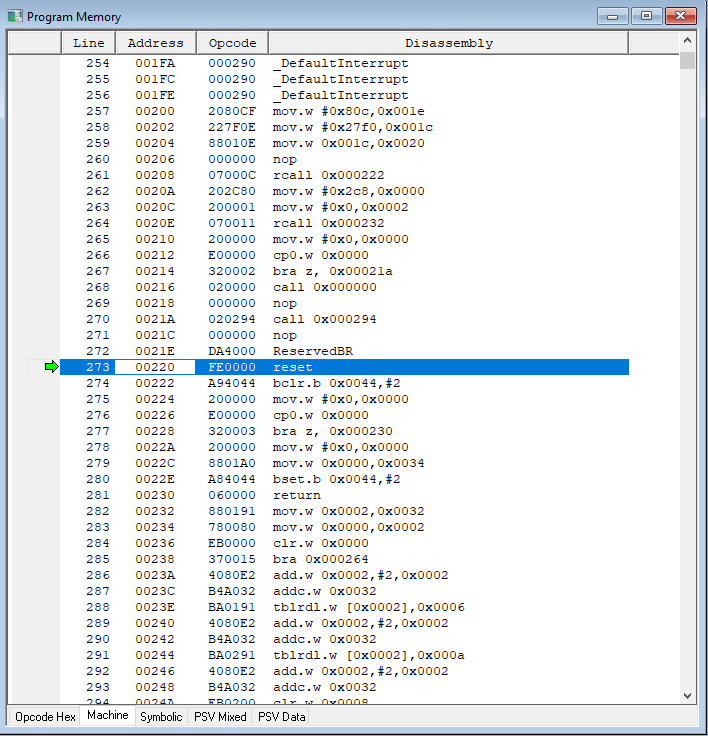 Program Memory
Line Address Opcode Disassembly
254 001FA 000290 _DefaultInterrupt
255 001FC 000290 _DefaultInterrupt
256 001FE 000290 _DefaultInterrupt
257 00200 2080CF mov.w #0x80c,0x001e
258 00202 227F0E mov.w #0x27f0,0x001c
259 00204 88010E mov.w 0x001c,0x0020
260 00206 000000 nop
261 00208 07000C rcall 0x000222
262 0020A 202C80 mov.w #0x2c8,0x0000
263 0020C 200001 mov.w #0x0,0x0002
264 0020E 070011 rcall 0x000232
265 00210 200000 mov.w #0x0,0x0000
266 00212 E00000 cp0.w 0x0000
267 00214 320002 bra z, 0x00021a
268 00216 020000 call 0x000000
269 00218 000000 nop
270 0021A 020294 call 0x000294
271 0021C 000000 nop
272 0021E DA4000 ReservedBR
273 00220 FE0000 reset
274 00222 A94044 bclr.b 0x0044,#2
275 00224 200000 mov.w #0x0,0x0000
276 00226 E00000 cp0.w 0x0000
277 00228 320003 bra z, 0x000230
278 0022A 200000 mov.w #0x0,0x0000
279 0022C 8801A0 mov.w 0x0000,0x0034
280 0022E A84044 bset.b 0x0044,#2
281 00230 060000 return
282 00232 880191 mov.w 0x0002,0x0032
283 00234 780080 mov.w 0x0000,0x0002
284 00236 EB0000 clr.w 0x0000
285 00238 370015 bra 0x000264
286 0023A 4080E2 add.w 0x0002,#2,0x0002
287 0023C B4A032 addc.w 0x0032
288 0023E BA0191 tblrdl.w [0x0002],0x0006
289 00240 4080E2 add.w 0x0002,#2,0x0002
290 00242 B4A032 addc.w 0x0032
291 00244 BA0291 tblrdl.w [0x0002],0x000a
292 00246 4080E2 add.w 0x0002,#2,0x0002
293 00248 B4A032 addc.w 0x0032
294 0024A EB0200 clr.w 0x0008
Opcode Hex Machine Symbolic PSV Mixed PSV Data